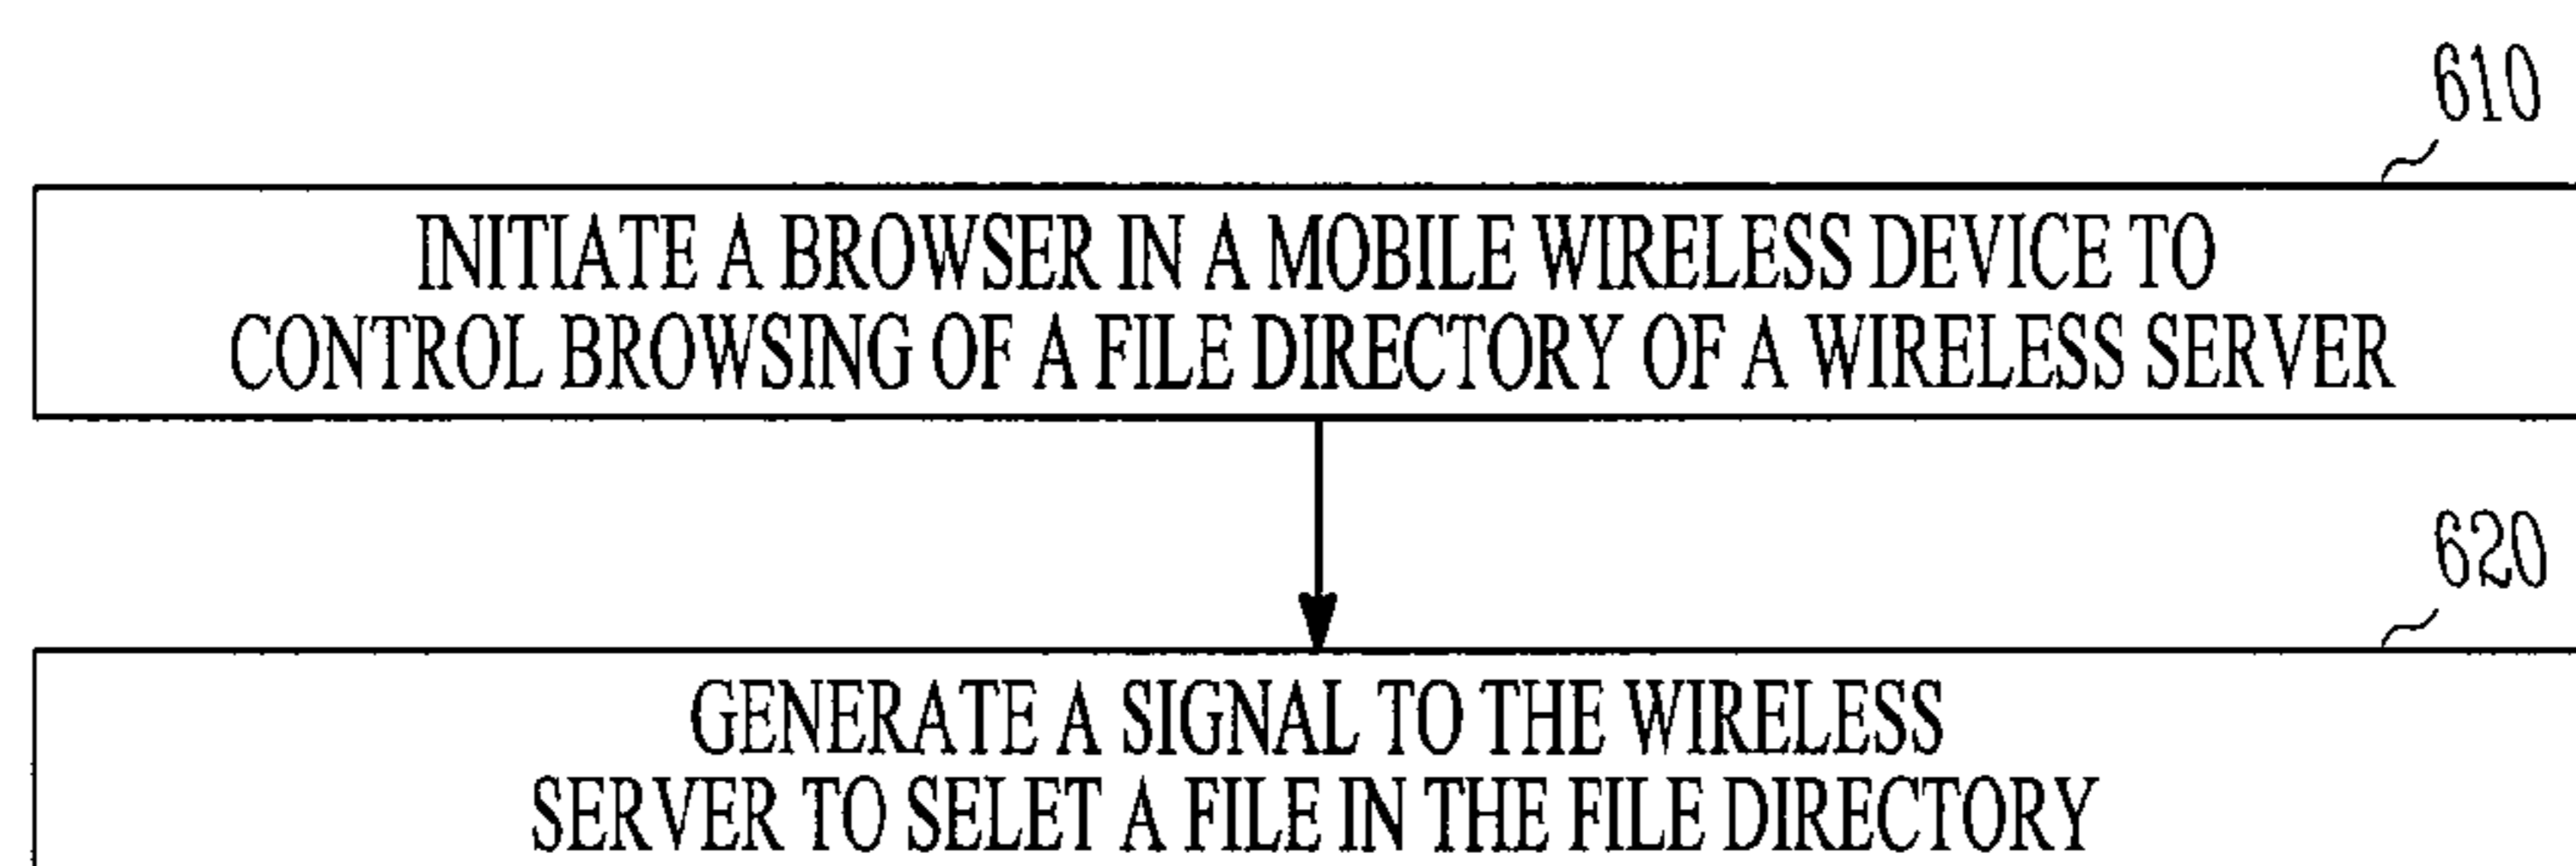 610
INITIATE A BROWSER IN A MOBILE WIRELESS DEVICE TO
CONTROL BROWSING OF A FILE DIRECTORY OF A WIRELESS SERVER
620
GENERATE A SIGNAL TO THE WIRELESS
SERVER TO SELET A FILE IN THE FILE DIRECTORY